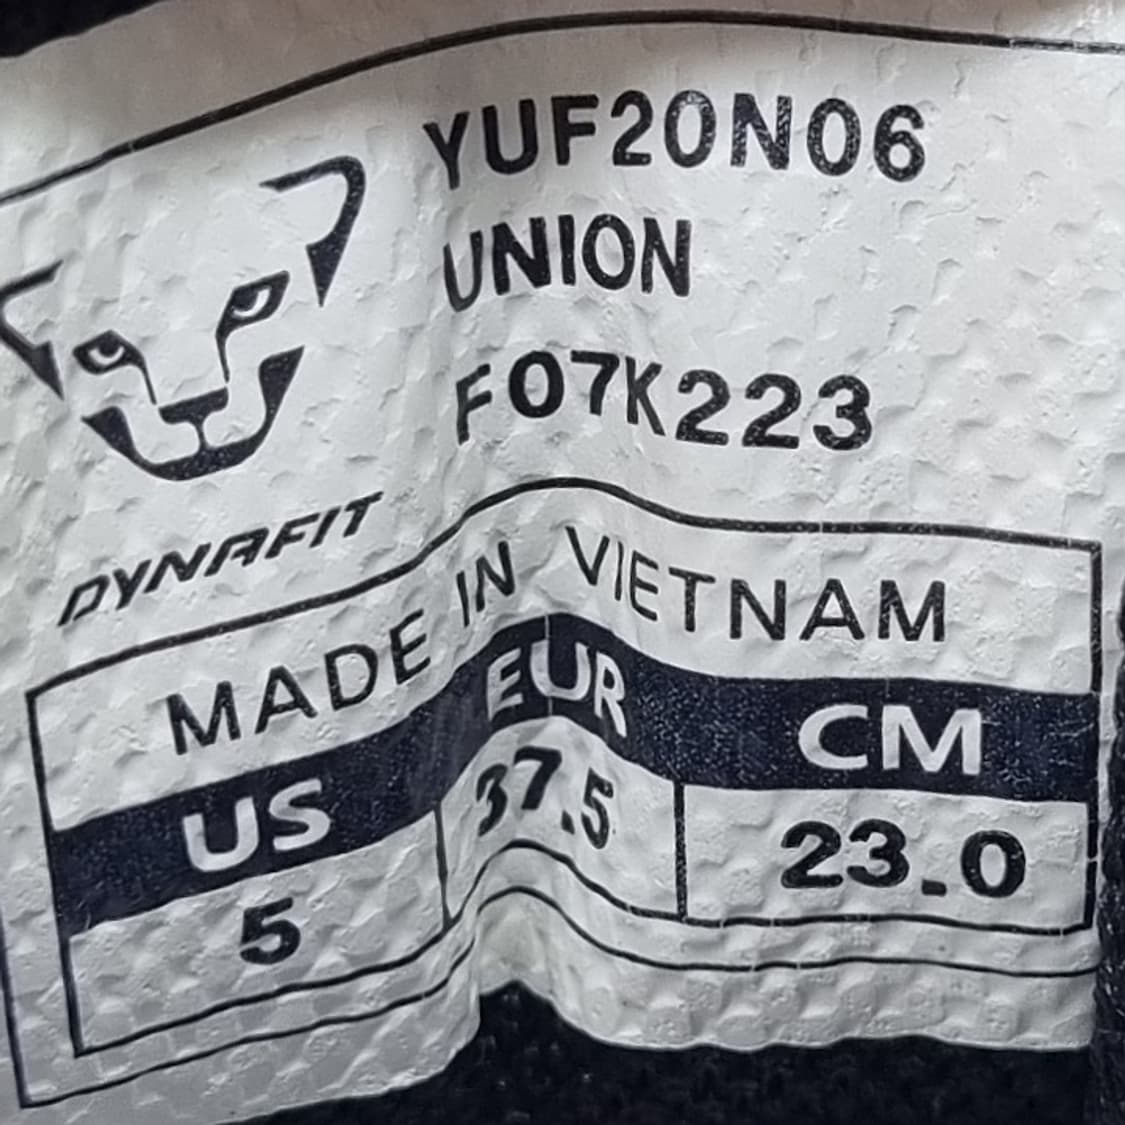 YUF20N06
UNION
F07K223
DYNAFIT
MADE IN VIETNAM
US EUR CM
5 37.5 23.0